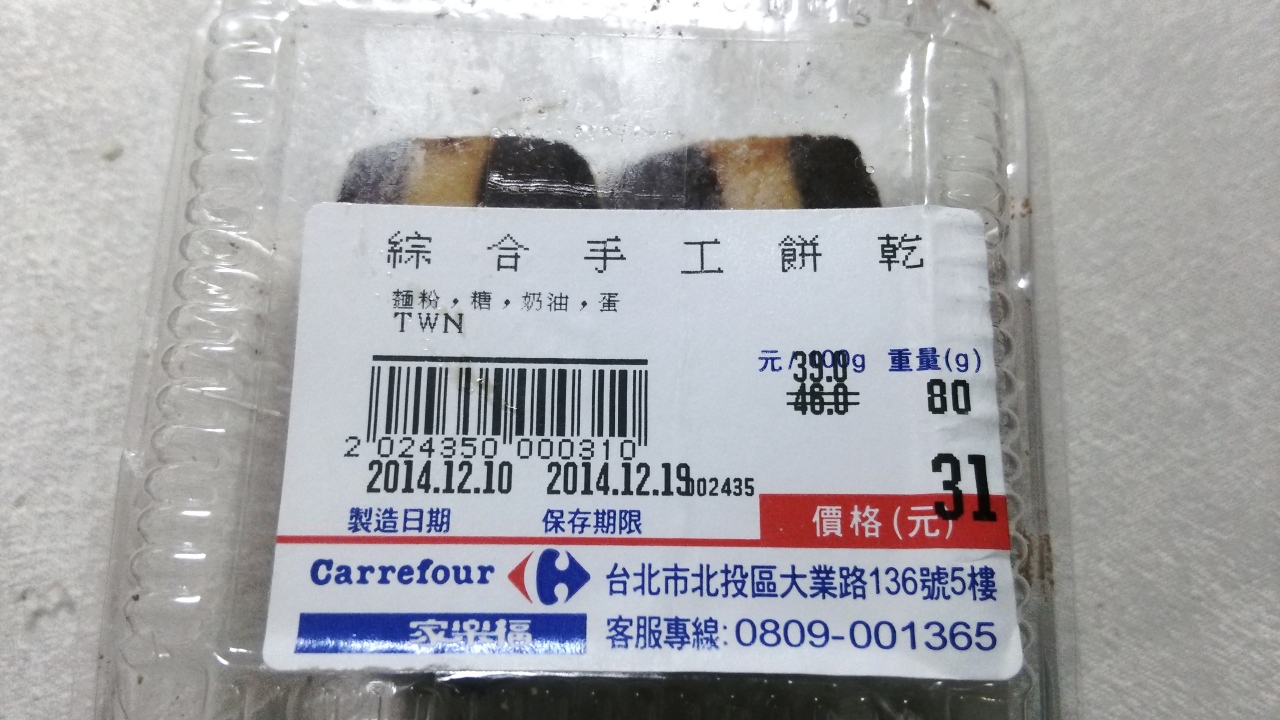 綜合手工餅乾
麵粉,糖,奶油,蛋
TWN
元/100g 重量(g)
39.0
46.0 80
2 024350 000310
2014.12.10 2014.12.19 002435
31
製造日期 保存期限 價格(元)
Carrefour 台北市北投區大業路136號5樓
家樂福 客服專線:0809-001365